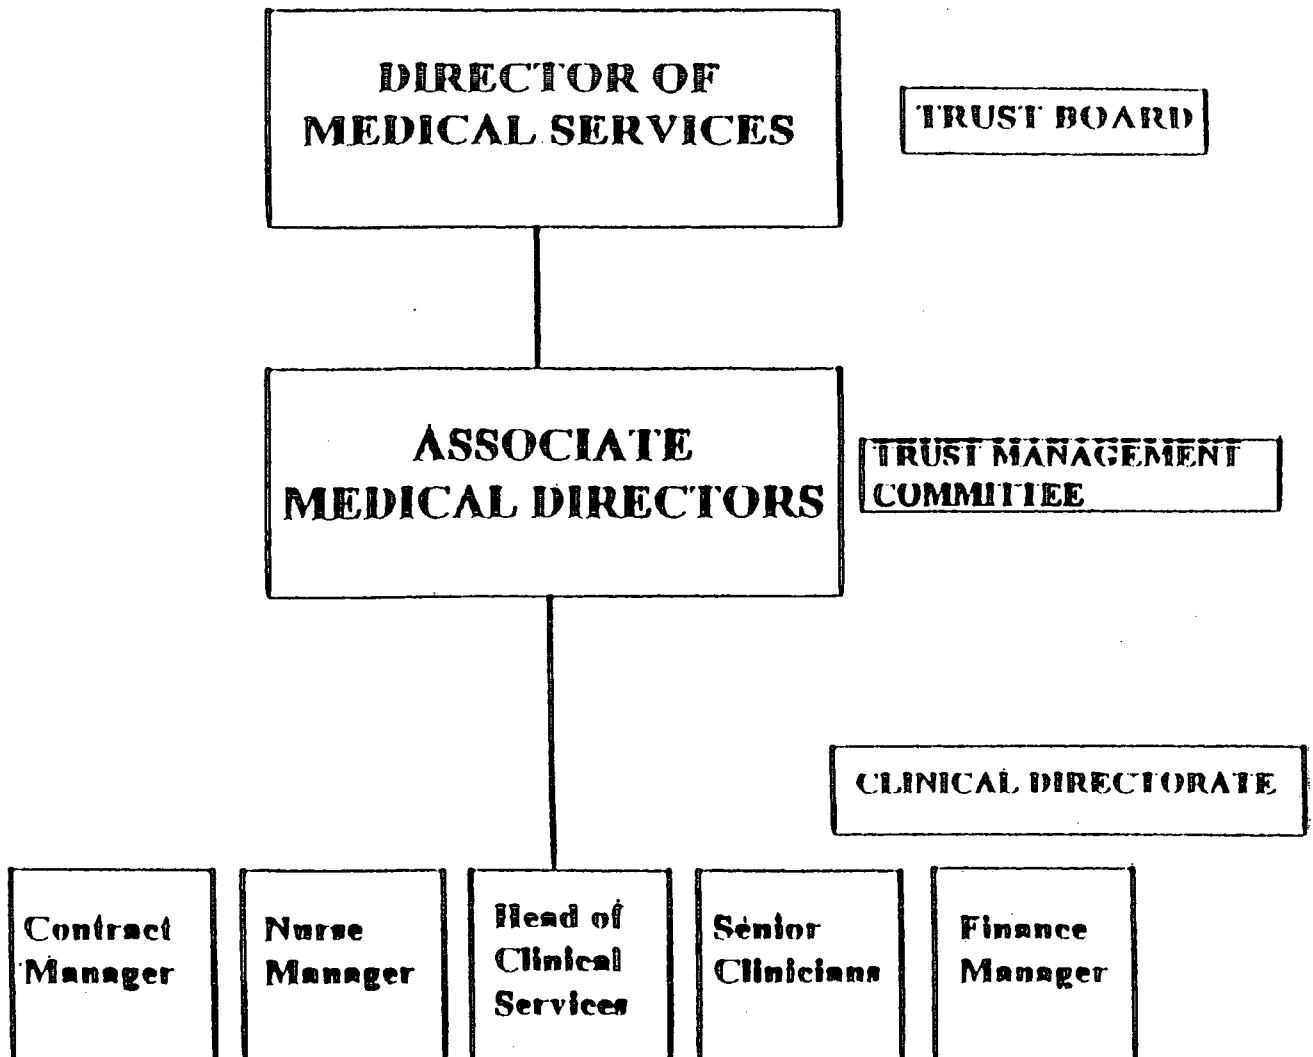 DIRECTOR OF
MEDICAL SERVICES
TRUST BOARD
ASSOCIATE
MEDICAL DIRECTORS
TRUST MANAGEMENT
COMMITTEE
CLINICAL DIRECTORATE
Contract
Manager
Nurse
Manager
Head of
Clinical
Services
Senior
Clinicians
Finance
Manager